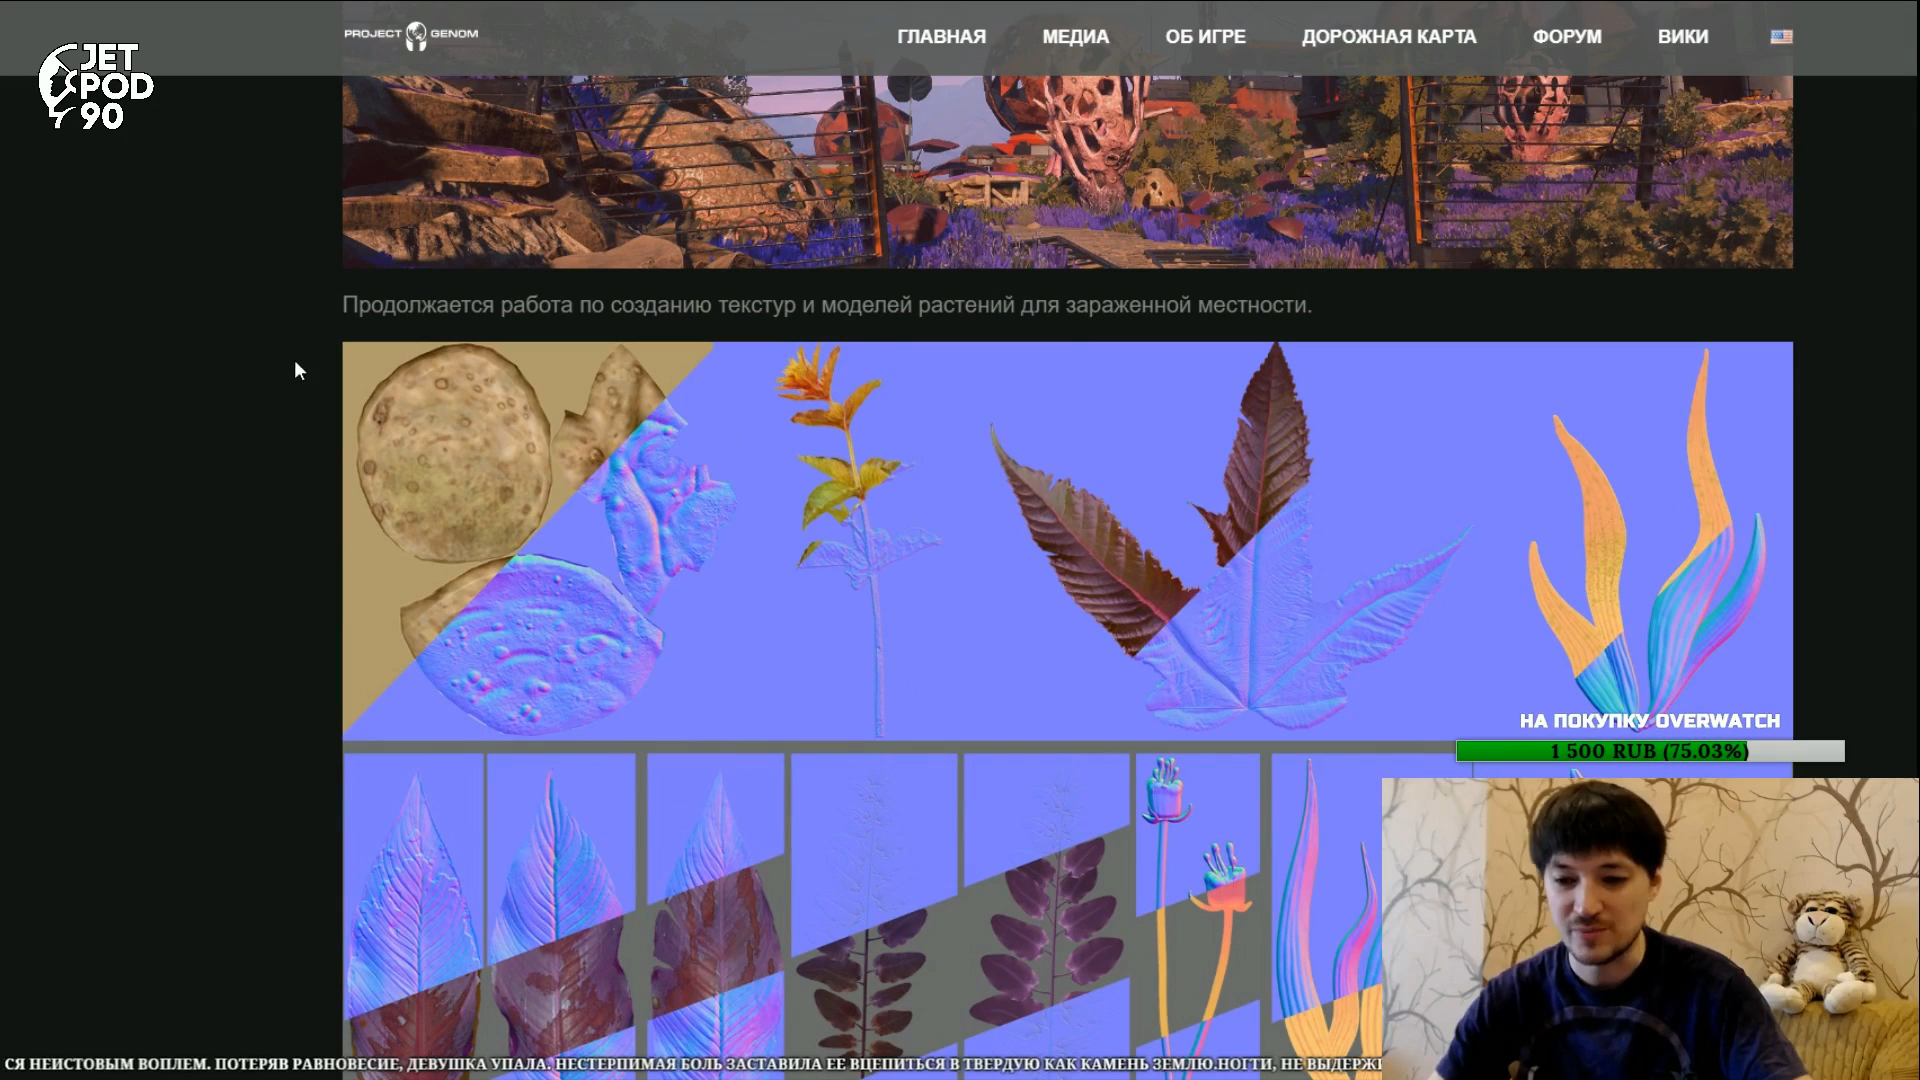 PROJECT GENOM
ГЛАВНАЯ
МЕДИА
ОБ ИГРЕ
ДОРОЖНАЯ КАРТА
ФОРУМ
ВИКИ
JET
POD
90
Продолжается работа по созданию текстур и моделей растений для зараженной местности.
НА ПОКУПКУ OVERWATCH
1 500 RUB (75.03%)
СЯ НЕИСТОВЫМ ВОПЛЕМ. ПОТЕРЯВ РАВНОВЕСИЕ, ДЕВУШКА УПАЛА. НЕСТЕРПИМАЯ БОЛЬ ЗАСТАВИЛА ЕЕ ВЦЕПИТЬСЯ В ТВЕРДУЮ КАК КАМЕНЬ ЗЕМЛЮ.НОГТИ, НЕ ВЫДЕРЖИ